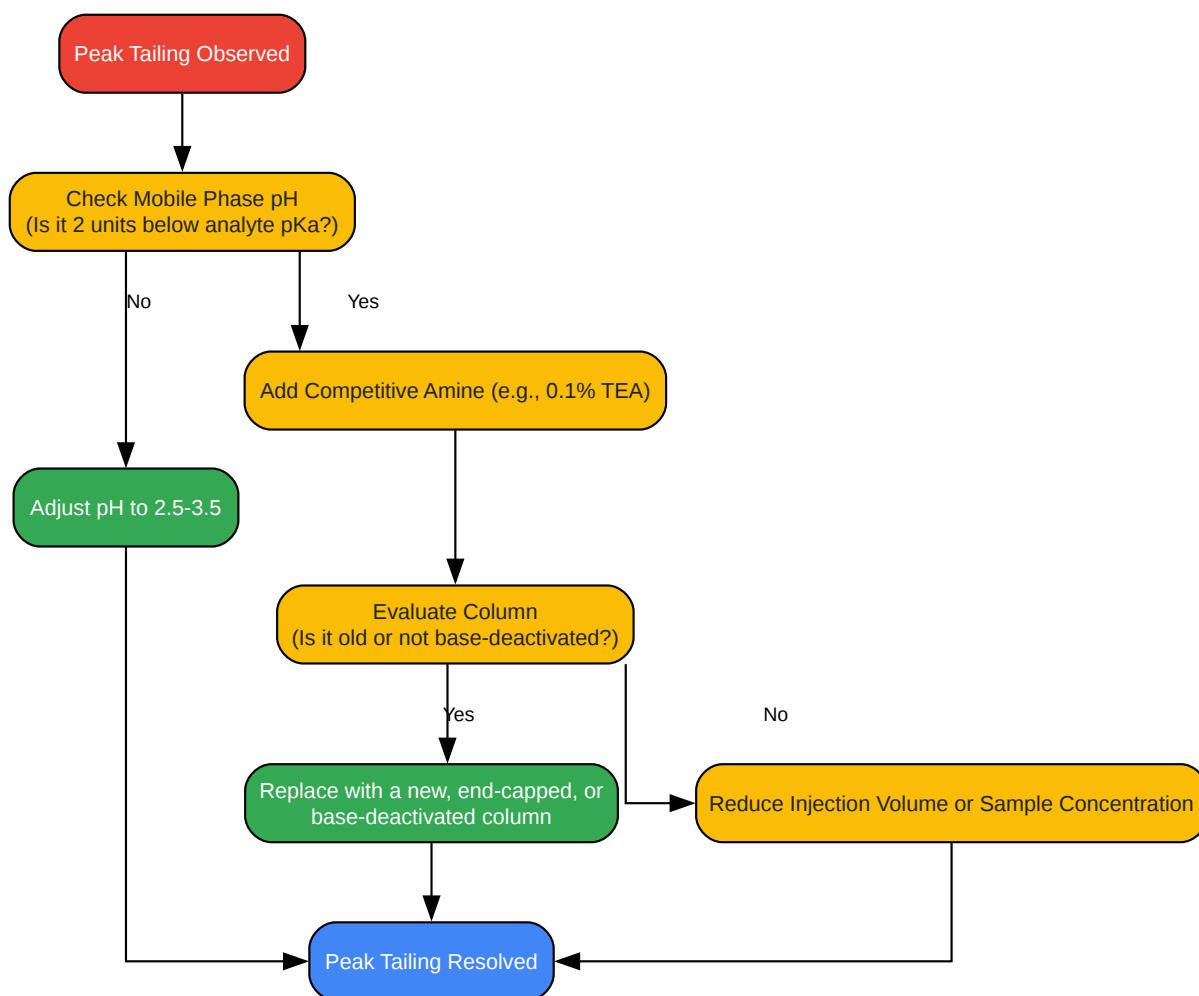 Peak Tailing Observed
Check Mobile Phase pH
(Is it 2 units below analyte pKa?)
No
Yes
Add Competitive Amine (e.g., 0.1% TEA)
Adjust pH to 2.5-3.5
Evaluate Column
(Is it old or not base-deactivated?)
Yes
No
Replace with a new, end-capped, or
base-deactivated column
Reduce Injection Volume or Sample Concentration
Peak Tailing Resolved